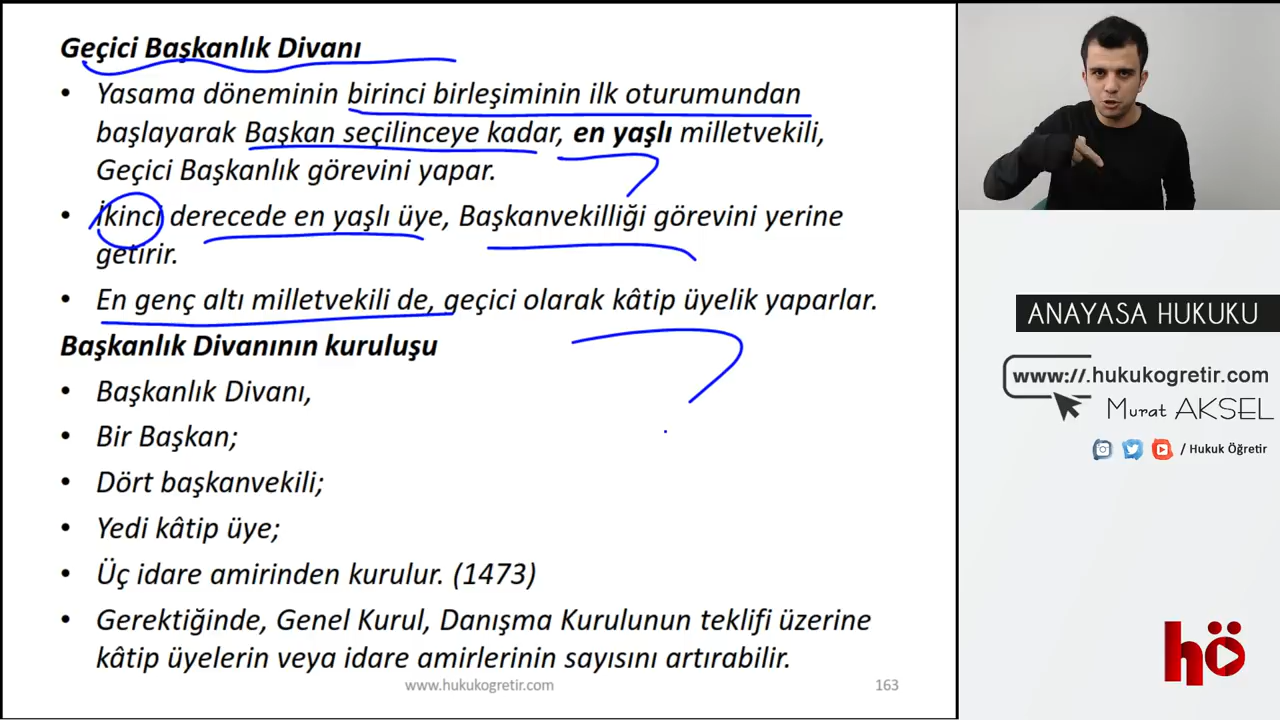 Geçici Başkanlık Divanı
• Yasama döneminin birinci birleşiminin ilk oturumundan
başlayarak Başkan seçilinceye kadar, en yaşlı milletvekili,
Geçici Başkanlık görevini yapar.
• İkinci derecede en yaşlı üye, Başkanvekilliği görevini yerine
getirir.
• En genç altı milletvekili de, geçici olarak kâtip üyelik yaparlar.
Başkanlık Divanının kuruluşu
• Başkanlık Divanı,
• Bir Başkan;
• Dört başkanvekili;
• Yedi kâtip üye;
• Üç idare amirinden kurulur. (1473)
• Gerektiğinde, Genel Kurul, Danışma Kurulunun teklifi üzerine
kâtip üyelerin veya idare amirlerinin sayısını artırabilir.
www.hukukogretir.com
163
ANAYASA HUKUKU
www://.hukukogretir.com
Murat AKSEL
/ Hukuk Öğretir
hö